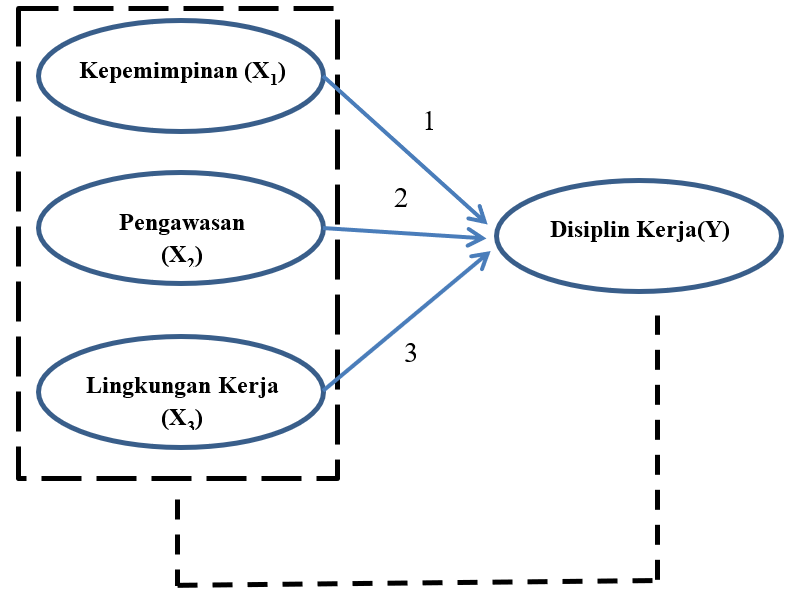 Kepemimpinan (X₁)
1
2
Pengawasan
(X₂)
Disiplin Kerja(Y)
3
Lingkungan Kerja
(X₃)